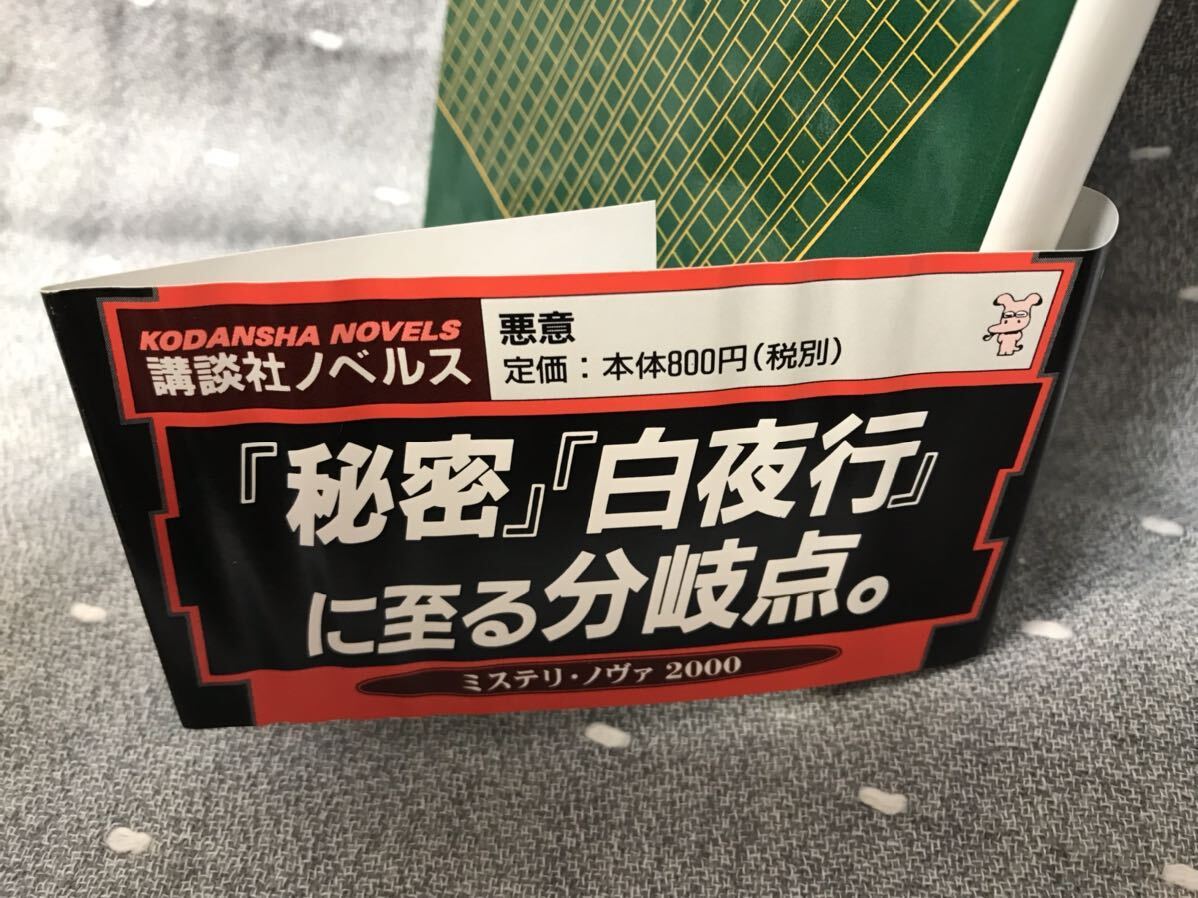 KODANSHA NOVELS
講談社ノベルス
悪意
定価：本体800円(税別)
『秘密』『白夜行』
に至る分岐点。
ミステリ・ノヴァ 2000